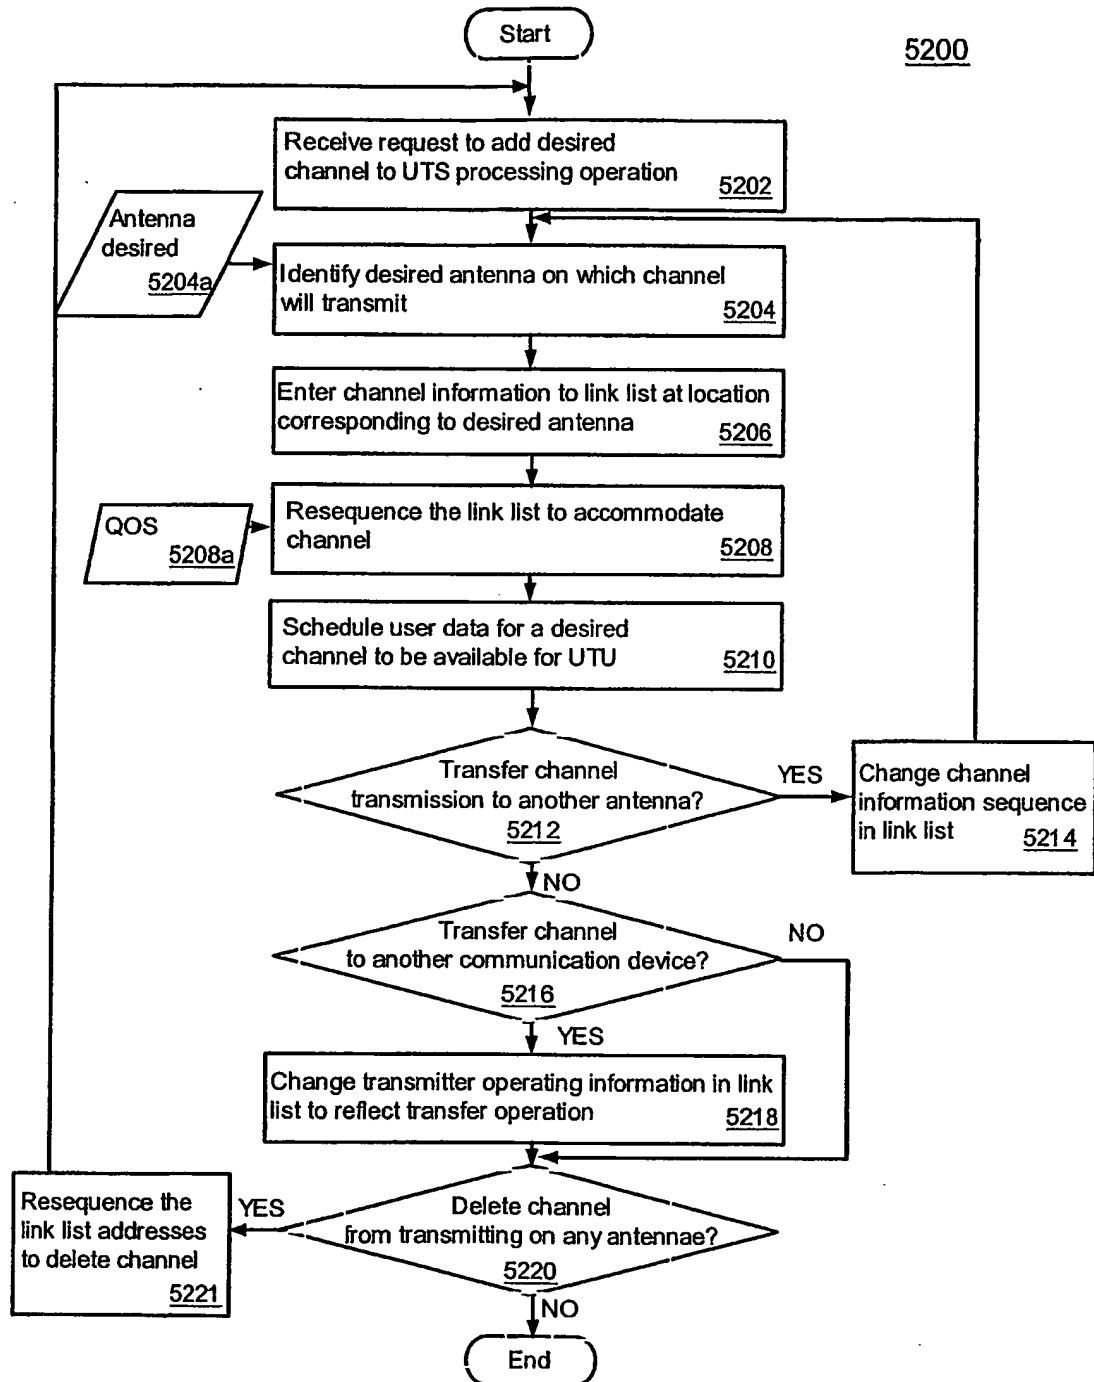 Start
5200
Receive request to add desired
channel to UTS processing operation
5202
Antenna
desired
5204a
Identify desired antenna on which channel
will transmit
5204
Enter channel information to link list at location
corresponding to desired antenna
5206
QOS
5208a
Resequence the link list to accommodate
channel
5208
Schedule user data for a desired
channel to be available for UTU
5210
Transfer channel
transmission to another antenna?
5212
YES
Change channel
information sequence
in link list
5214
NO
Transfer channel
to another communication device?
5216
NO
YES
Change transmitter operating information in link
list to reflect transfer operation
5218
Resequence the
link list addresses
to delete channel
5221
YES
Delete channel
from transmitting on any antennae?
5220
NO
End